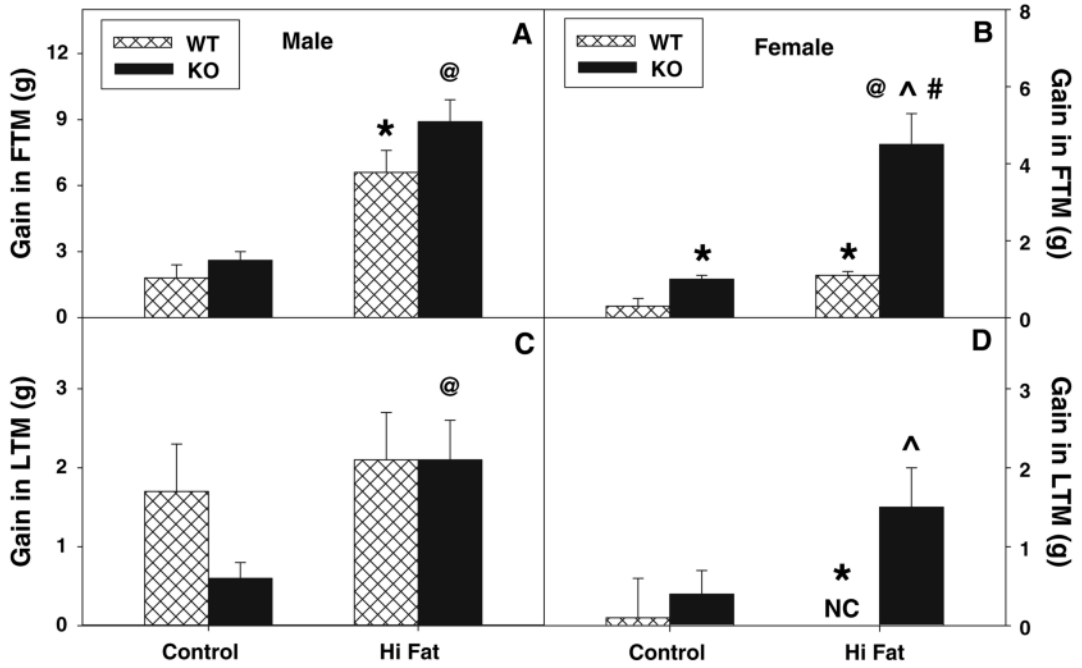 Male
A
WT
KO
@
*
12
9
6
3
0
Gain in FTM (g)
Female
B
WT
KO
@ ^ #
*
*
8
6
4
2
0
Gain in FTM (g)
C
@
3
2
1
0
Gain in LTM (g)
Control
Hi Fat
D
^
*
NC
3
2
1
0
Gain in LTM (g)
Control
Hi Fat